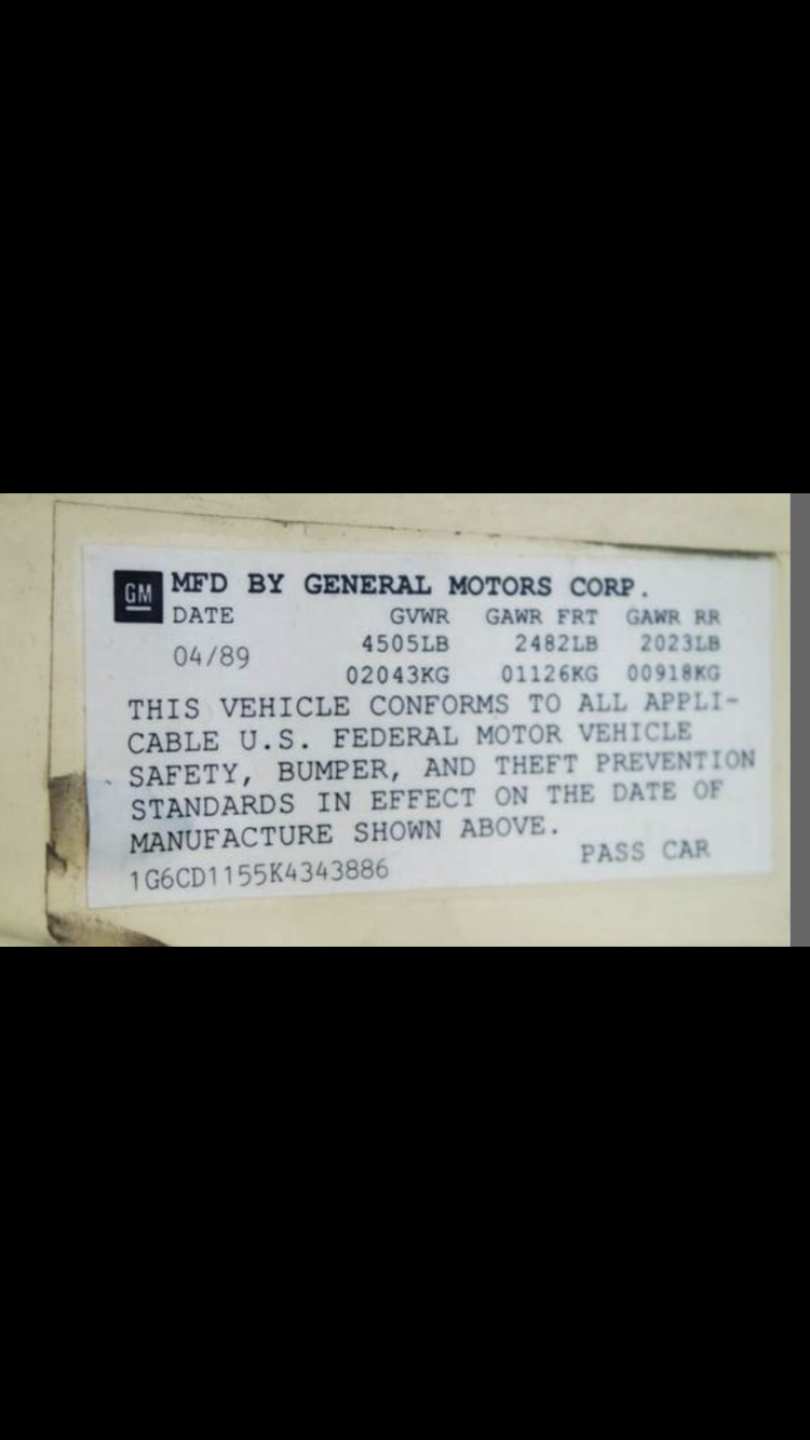 GM MFD BY GENERAL MOTORS CORP.
DATE GVWR GAWR FRT GAWR RR
04/89 4505LB 2482LB 2023LB
02043KG 01126KG 00918KG
THIS VEHICLE CONFORMS TO ALL APPLI-
CABLE U.S. FEDERAL MOTOR VEHICLE
SAFETY, BUMPER, AND THEFT PREVENTION
STANDARDS IN EFFECT ON THE DATE OF
MANUFACTURE SHOWN ABOVE.
1G6CD1155K4343886 PASS CAR